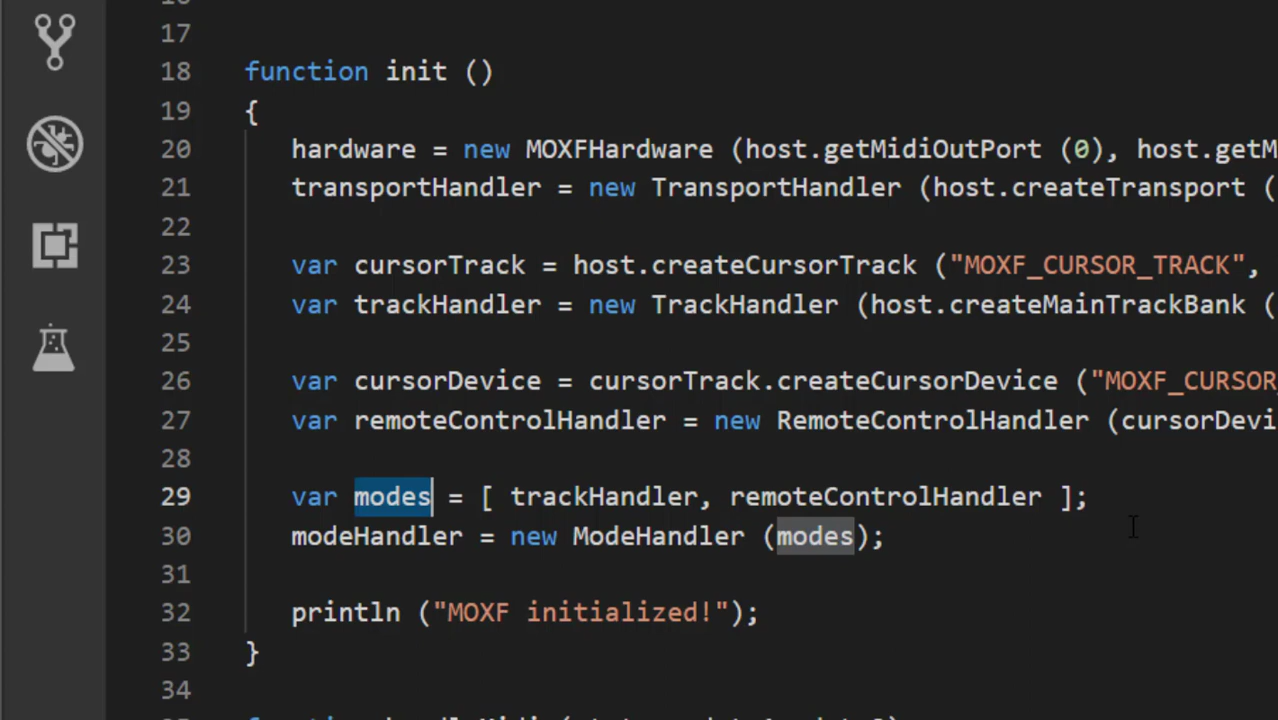 17
18 function init ()
19 {
20 hardware = new MOXFHardware (host.getMidiOutPort (0), host.getM
21 transportHandler = new TransportHandler (host.createTransport (
22
23 var cursorTrack = host.createCursorTrack ("MOXF_CURSOR_TRACK",
24 var trackHandler = new TrackHandler (host.createMainTrackBank (
25
26 var cursorDevice = cursorTrack.createCursorDevice ("MOXF_CURSOR_
27 var remoteControlHandler = new RemoteControlHandler (cursorDevi
28
29 var modes = [ trackHandler, remoteControlHandler ];
30 modeHandler = new ModeHandler (modes);
31
32 println ("MOXF initialized!");
33 }
34